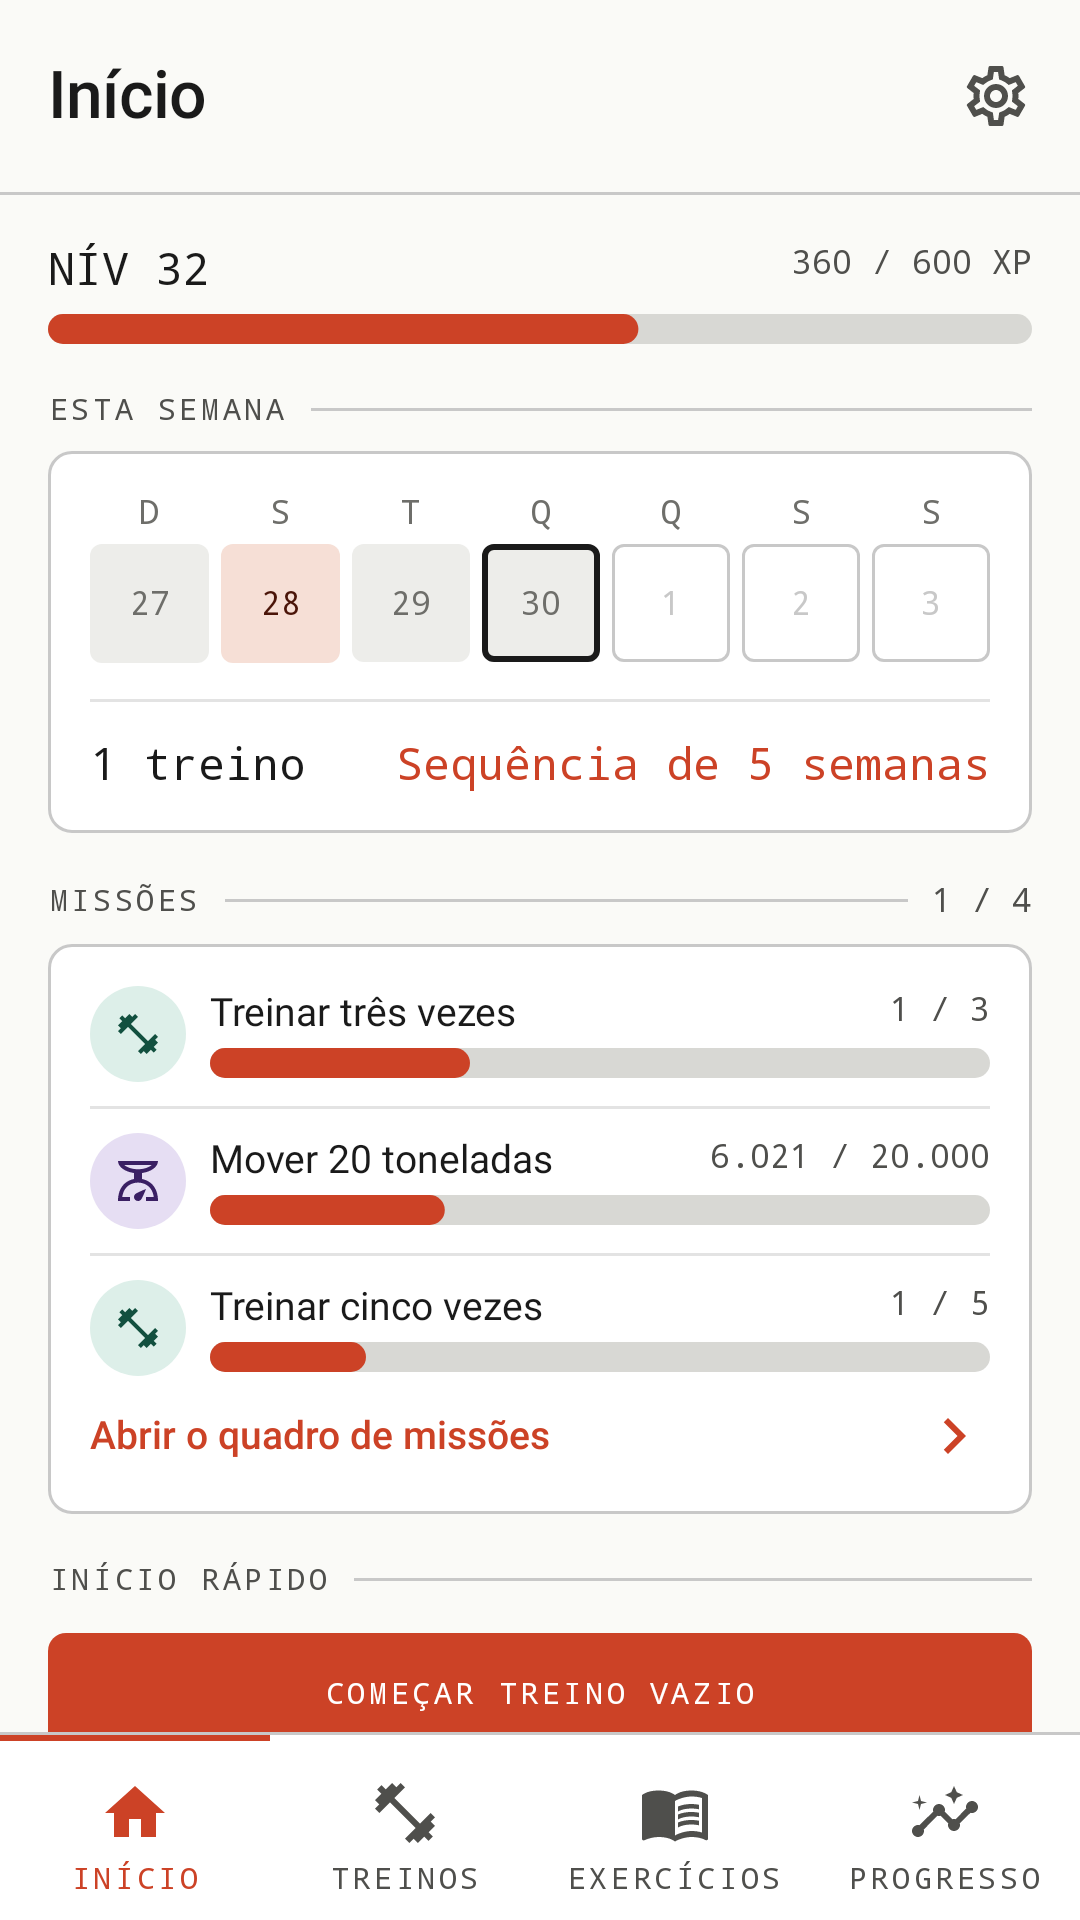 Início
NÍV 32
360 / 600 XP
ESTA SEMANA
D S T Q Q S S
27 28 29 30 1 2 3
1 treino Sequência de 5 semanas
MISSÕES 1 / 4
Treinar três vezes 1 / 3
Mover 20 toneladas 6.021 / 20.000
Treinar cinco vezes 1 / 5
Abrir o quadro de missões
INÍCIO RÁPIDO
COMEÇAR TREINO VAZIO
INÍCIO TREINOS EXERCÍCIOS PROGRESSO